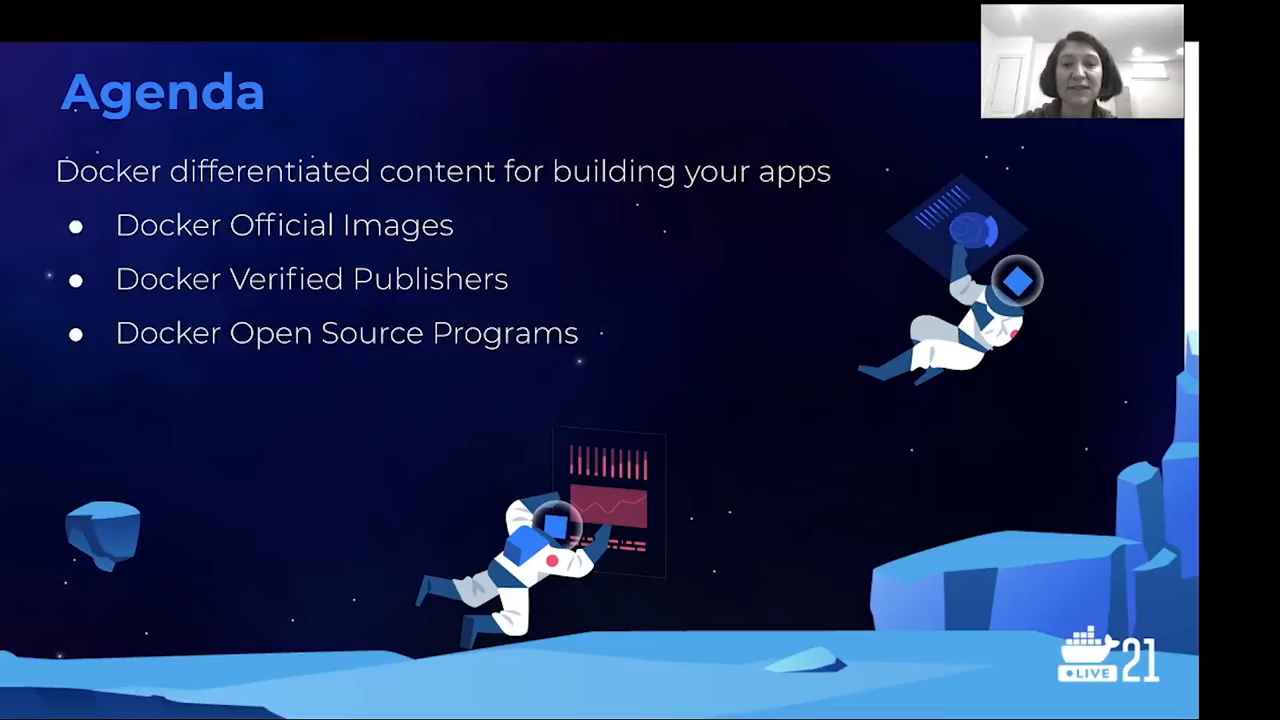 Agenda
Docker differentiated content for building your apps
● Docker Official Images
● Docker Verified Publishers
● Docker Open Source Programs
LIVE 21